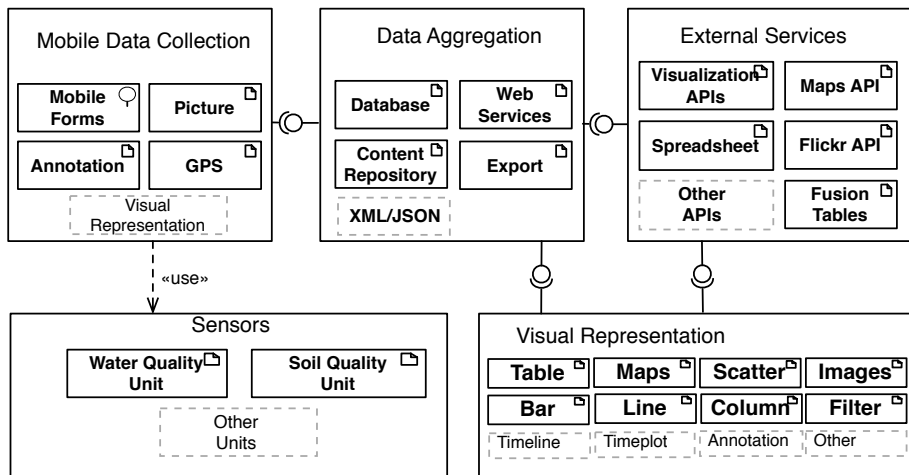 Mobile Data Collection
Mobile
Forms
Picture
Annotation
GPS
Visual
Representation
Data Aggregation
Database
Web
Services
Content
Repository
Export
XML/JSON
External Services
Visualization
APIs
Maps API
Spreadsheet
Flickr API
Other
APIs
Fusion
Tables
«use»
Sensors
Water Quality
Unit
Soil Quality
Unit
Other
Units
Visual Representation
Table
Maps
Scatter
Images
Bar
Line
Column
Filter
Timeline
Timeplot
Annotation
Other